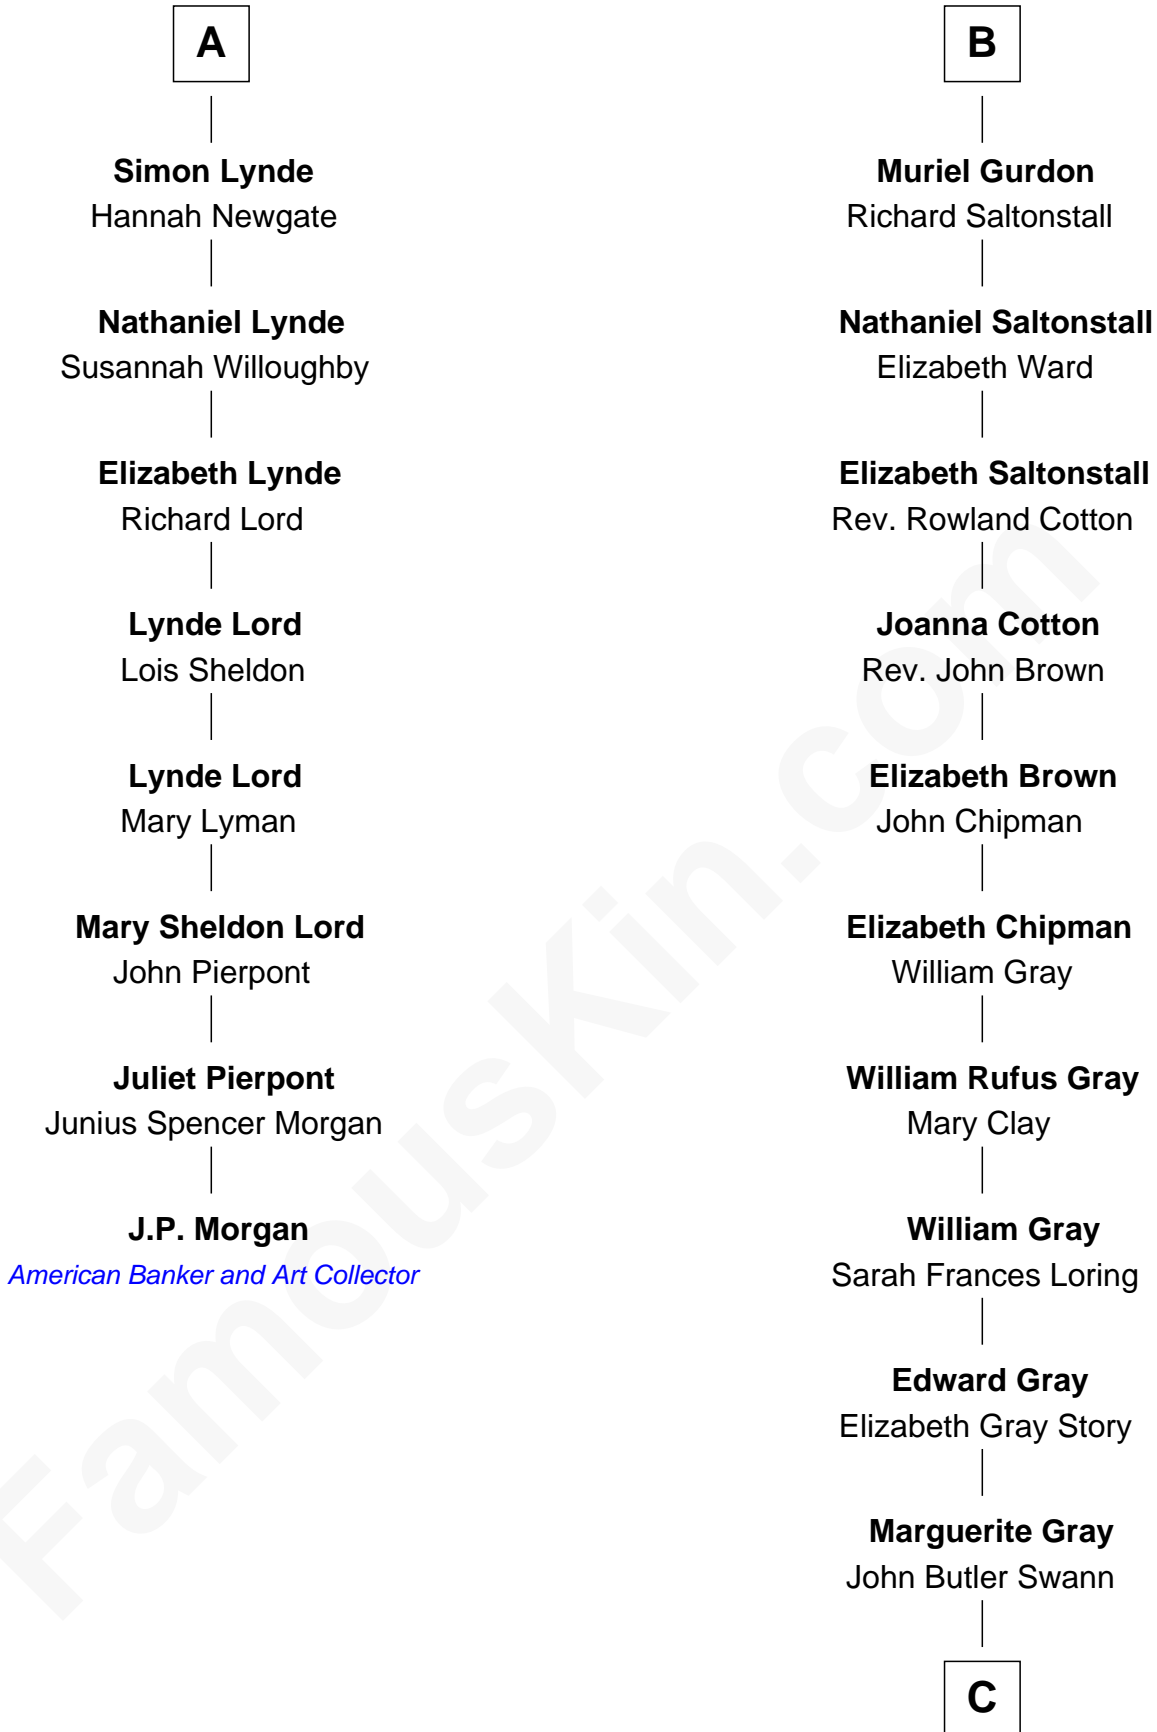 A
Simon Lynde
Hannah Newgate
Nathaniel Lynde
Susannah Willoughby
Elizabeth Lynde
Richard Lord
Lynde Lord
Lois Sheldon
Lynde Lord
Mary Lyman
Mary Sheldon Lord
John Pierpont
Juliet Pierpont
Junius Spencer Morgan
J.P. Morgan
American Banker and Art Collector
B
Muriel Gurdon
Richard Saltonstall
Nathaniel Saltonstall
Elizabeth Ward
Elizabeth Saltonstall
Rev. Rowland Cotton
Joanna Cotton
Rev. John Brown
Elizabeth Brown
John Chipman
Elizabeth Chipman
William Gray
William Rufus Gray
Mary Clay
William Gray
Sarah Frances Loring
Edward Gray
Elizabeth Gray Story
Marguerite Gray
John Butler Swann
C
FamousKin.com